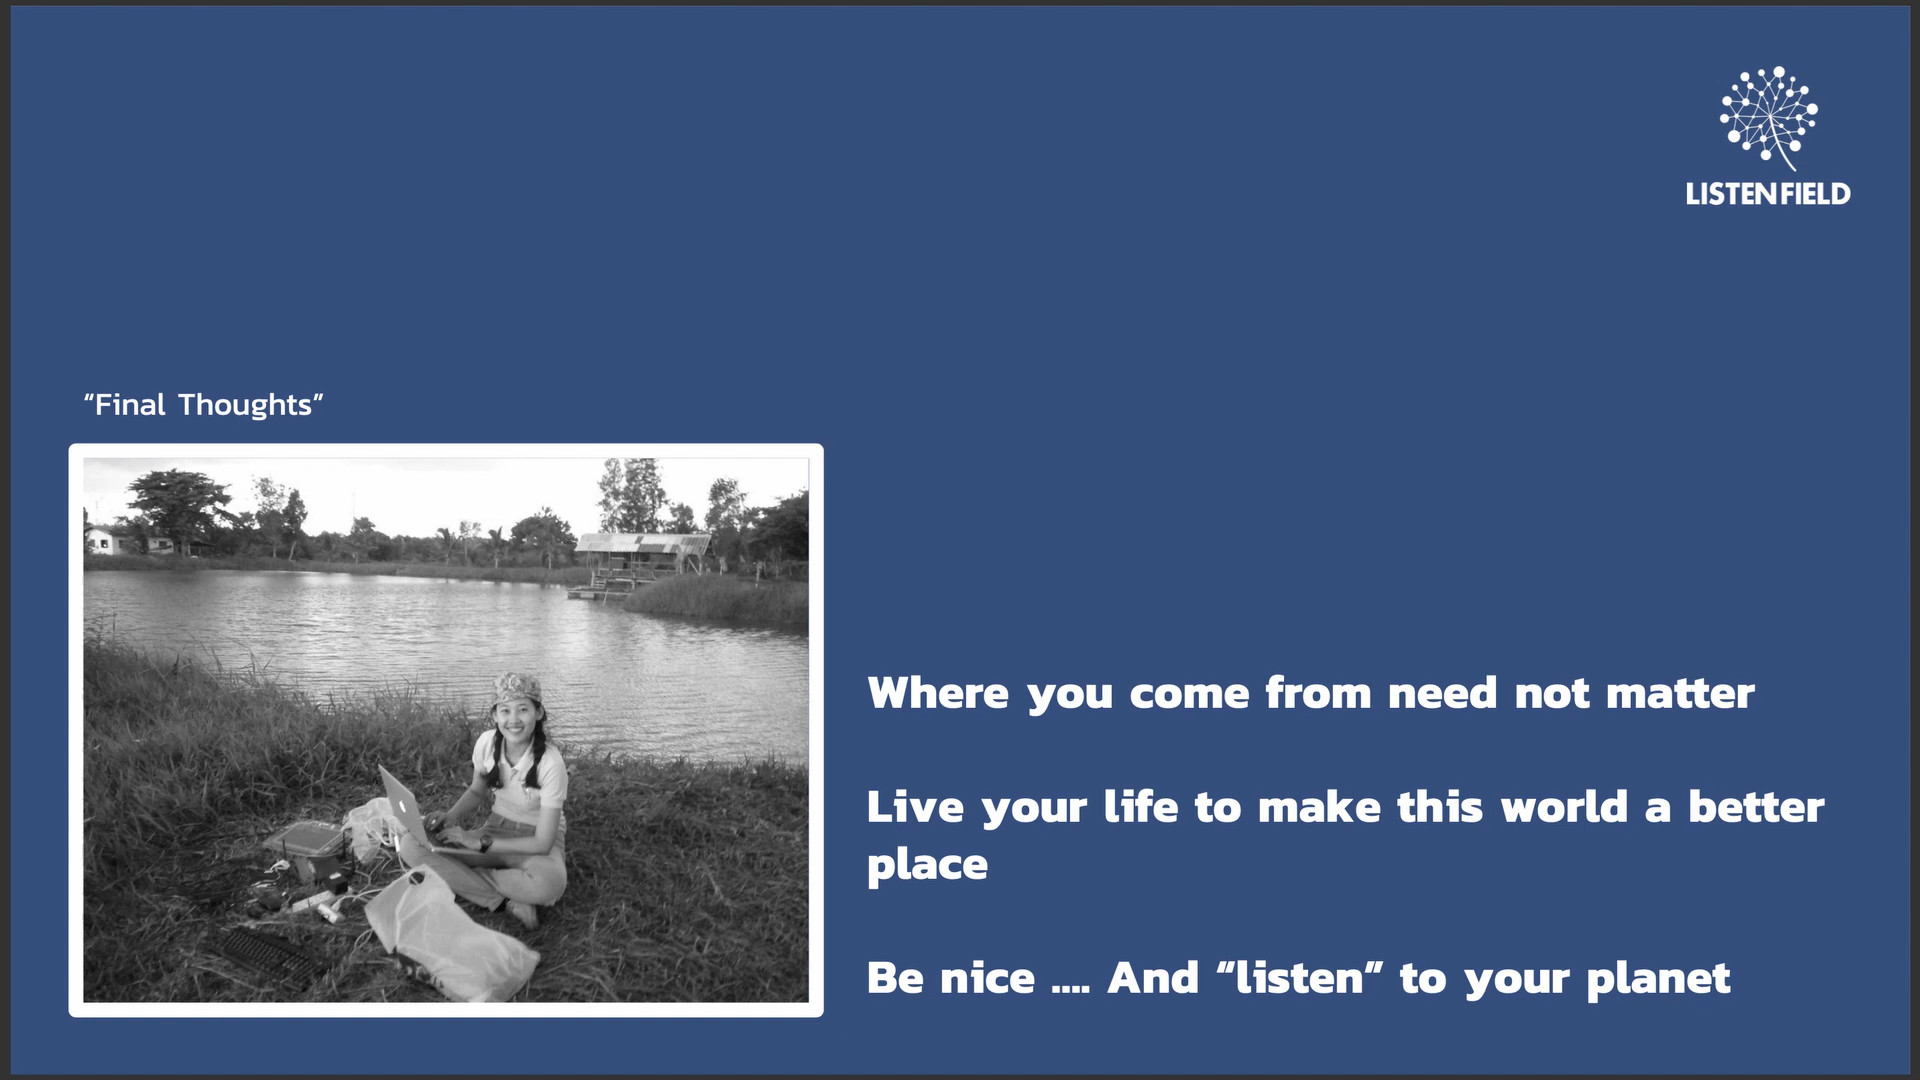 LISTENFIELD
“Final Thoughts”
Where you come from need not matter
Live your life to make this world a better
place
Be nice .... And “listen” to your planet